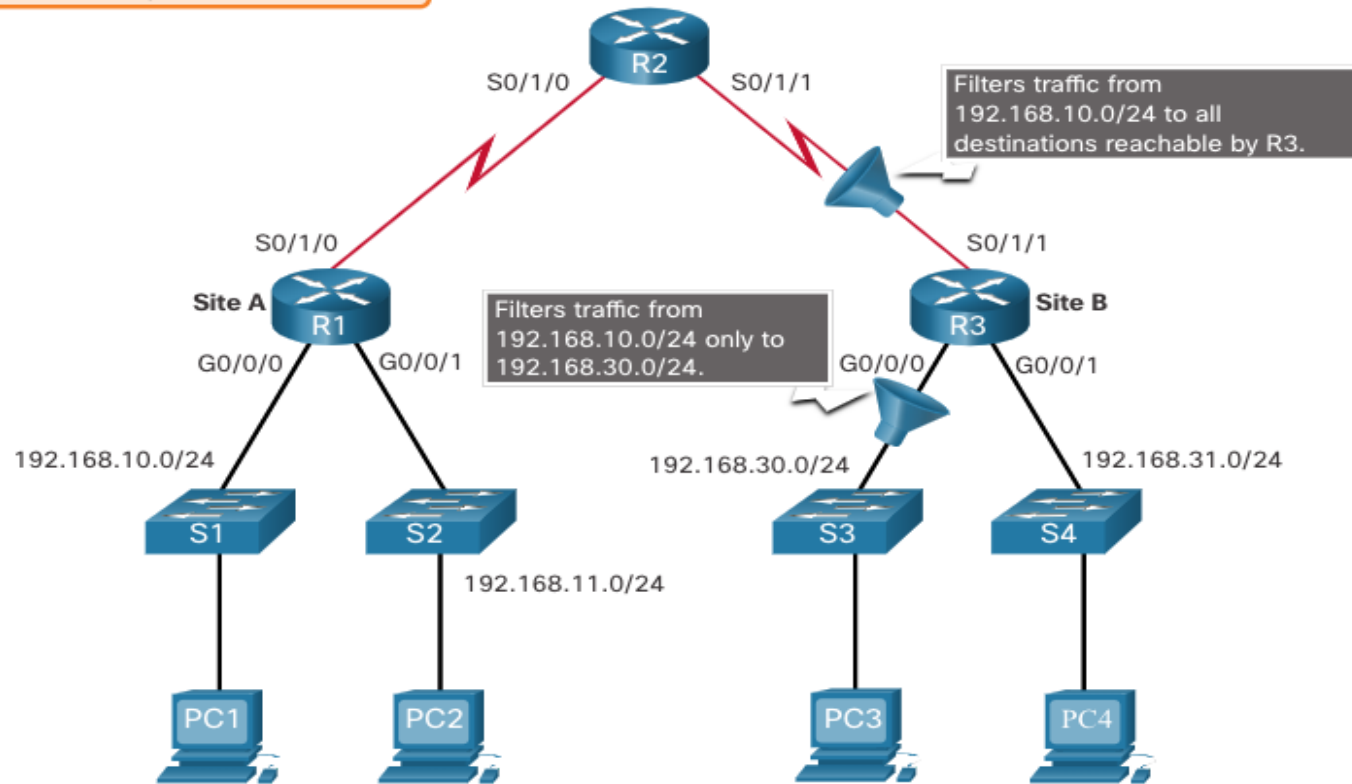 R2
S0/1/0
S0/1/1
Filters traffic from
192.168.10.0/24 to all
destinations reachable by R3.
S0/1/0
S0/1/1
Site A
R1
Filters traffic from
192.168.10.0/24 only to
192.168.30.0/24.
R3
Site B
G0/0/0
G0/0/1
G0/0/0
G0/0/1
192.168.10.0/24
192.168.30.0/24
192.168.31.0/24
S1
S2
S3
S4
192.168.11.0/24
PC1
PC2
PC3
PC4